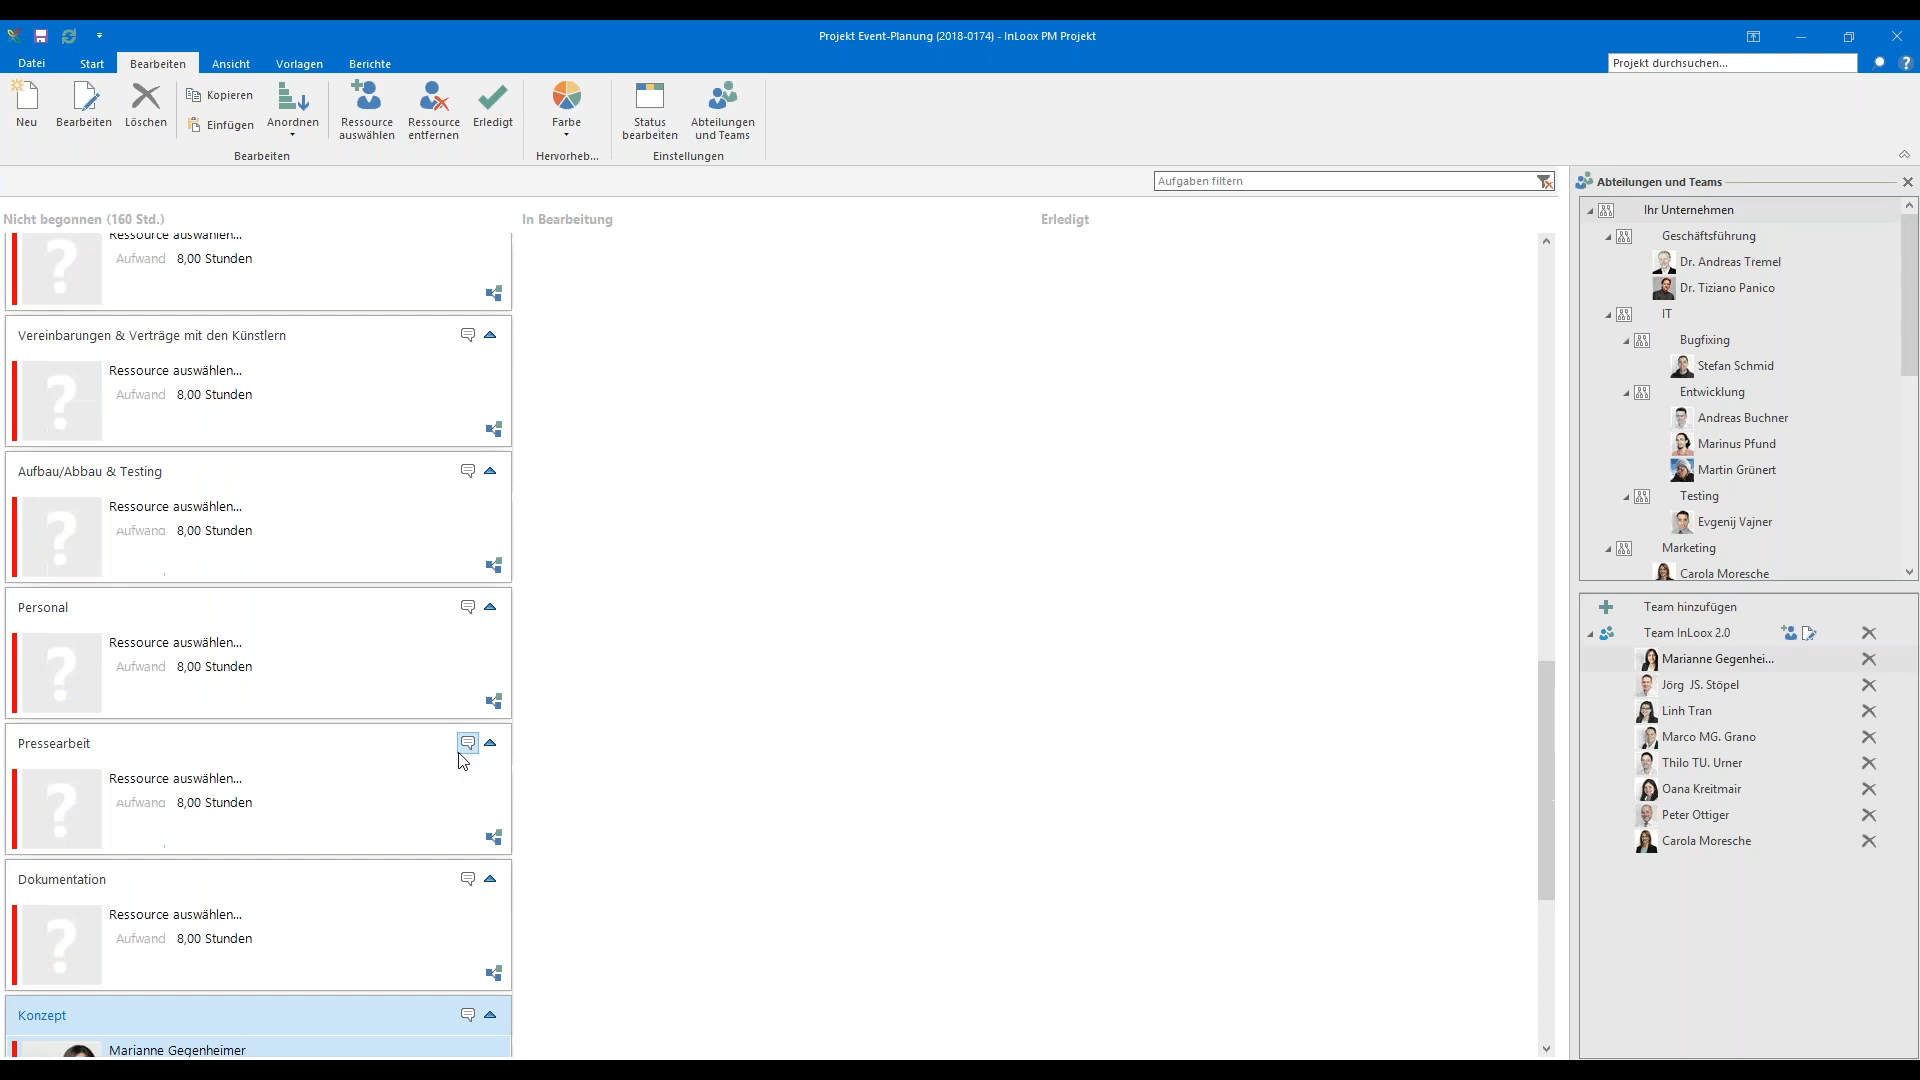 Projekt Event-Planung (2018-0174) - InLoox PM Projekt
Datei Start Bearbeiten Ansicht Vorlagen Berichte
Projekt durchsuchen...
Neu
Bearbeiten
Löschen
Kopieren
Einfügen
Anordnen
Bearbeiten
Ressource auswählen
Ressource entfernen
Erledigt
Farbe
Hervorheb...
Status bearbeiten
Abteilungen und Teams
Einstellungen
Aufgaben filtern
Nicht begonnen (160 Std.)
In Bearbeitung
Erledigt
Ressource auswählen...
Aufwand 8,00 Stunden
Vereinbarungen & Verträge mit den Künstlern
Ressource auswählen...
Aufwand 8,00 Stunden
Aufbau/Abbau & Testing
Ressource auswählen...
Aufwand 8,00 Stunden
Personal
Ressource auswählen...
Aufwand 8,00 Stunden
Pressearbeit
Ressource auswählen...
Aufwand 8,00 Stunden
Dokumentation
Ressource auswählen...
Aufwand 8,00 Stunden
Konzept
Marianne Gegenheimer
Abteilungen und Teams
Ihr Unternehmen
Geschäftsführung
Dr. Andreas Tremel
Dr. Tiziano Panico
IT
Bugfixing
Stefan Schmid
Entwicklung
Andreas Buchner
Marinus Pfund
Martin Grünert
Testing
Evgenij Vajner
Marketing
Carola Moresche
Team hinzufügen
Team InLoox 2.0
Marianne Gegenhei...
Jörg JS. Stöpel
Linh Tran
Marco MG. Grano
Thilo TU. Urner
Oana Kreitmair
Peter Ottiger
Carola Moresche